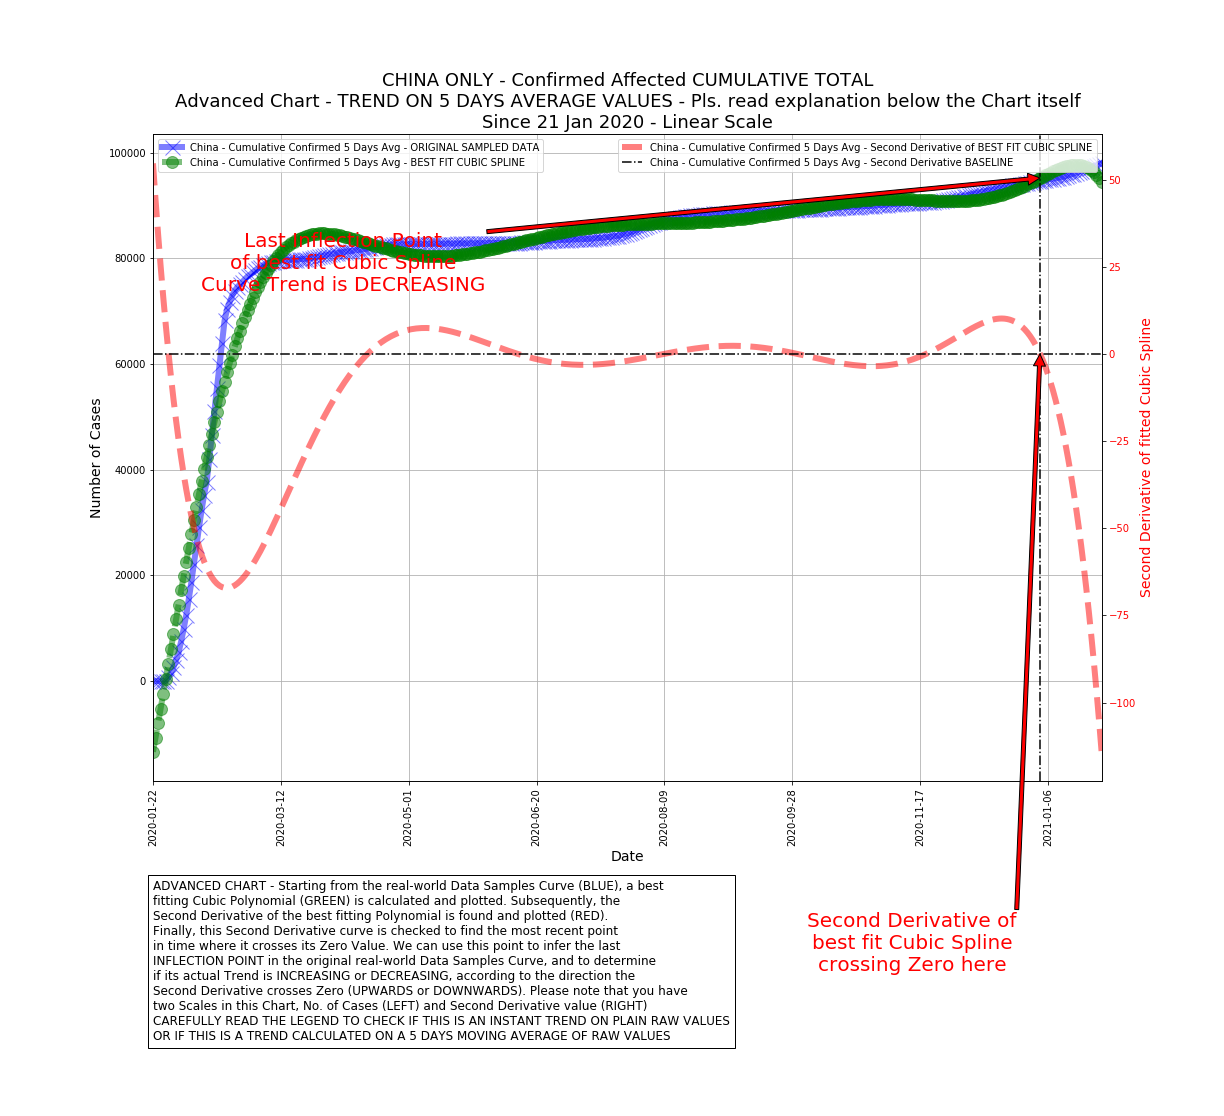 CHINA ONLY - Confirmed Affected CUMULATIVE TOTAL
Advanced Chart - TREND ON 5 DAYS AVERAGE VALUES - Pls. read explanation below the Chart itself
Since 21 Jan 2020 - Linear Scale
China - Cumulative Confirmed 5 Days Avg - ORIGINAL SAMPLED DATA
China - Cumulative Confirmed 5 Days Avg - BEST FIT CUBIC SPLINE
China - Cumulative Confirmed 5 Days Avg - Second Derivative of BEST FIT CUBIC SPLINE
China - Cumulative Confirmed 5 Days Avg - Second Derivative BASELINE
100000
80000
60000
40000
20000
0
Number of Cases
Last Inflection Point
of best fit Cubic Spline
Curve Trend is DECREASING
50
25
0
−25
−50
−75
−100
Second Derivative of fitted Cubic Spline
2020-01-22
2020-03-12
2020-05-01
2020-06-20
2020-08-09
2020-09-28
2020-11-17
2021-01-06
Date
ADVANCED CHART - Starting from the real-world Data Samples Curve (BLUE), a best
fitting Cubic Polynomial (GREEN) is calculated and plotted. Subsequently, the
Second Derivative of the best fitting Polynomial is found and plotted (RED).
Finally, this Second Derivative curve is checked to find the most recent point
in time where it crosses its Zero Value. We can use this point to infer the last
INFLECTION POINT in the original real-world Data Samples Curve, and to determine
if its actual Trend is INCREASING or DECREASING, according to the direction the
Second Derivative crosses Zero (UPWARDS or DOWNWARDS). Please note that you have
two Scales in this Chart, No. of Cases (LEFT) and Second Derivative value (RIGHT)
CAREFULLY READ THE LEGEND TO CHECK IF THIS IS AN INSTANT TREND ON PLAIN RAW VALUES
OR IF THIS IS A TREND CALCULATED ON A 5 DAYS MOVING AVERAGE OF RAW VALUES
Second Derivative of
best fit Cubic Spline
crossing Zero here